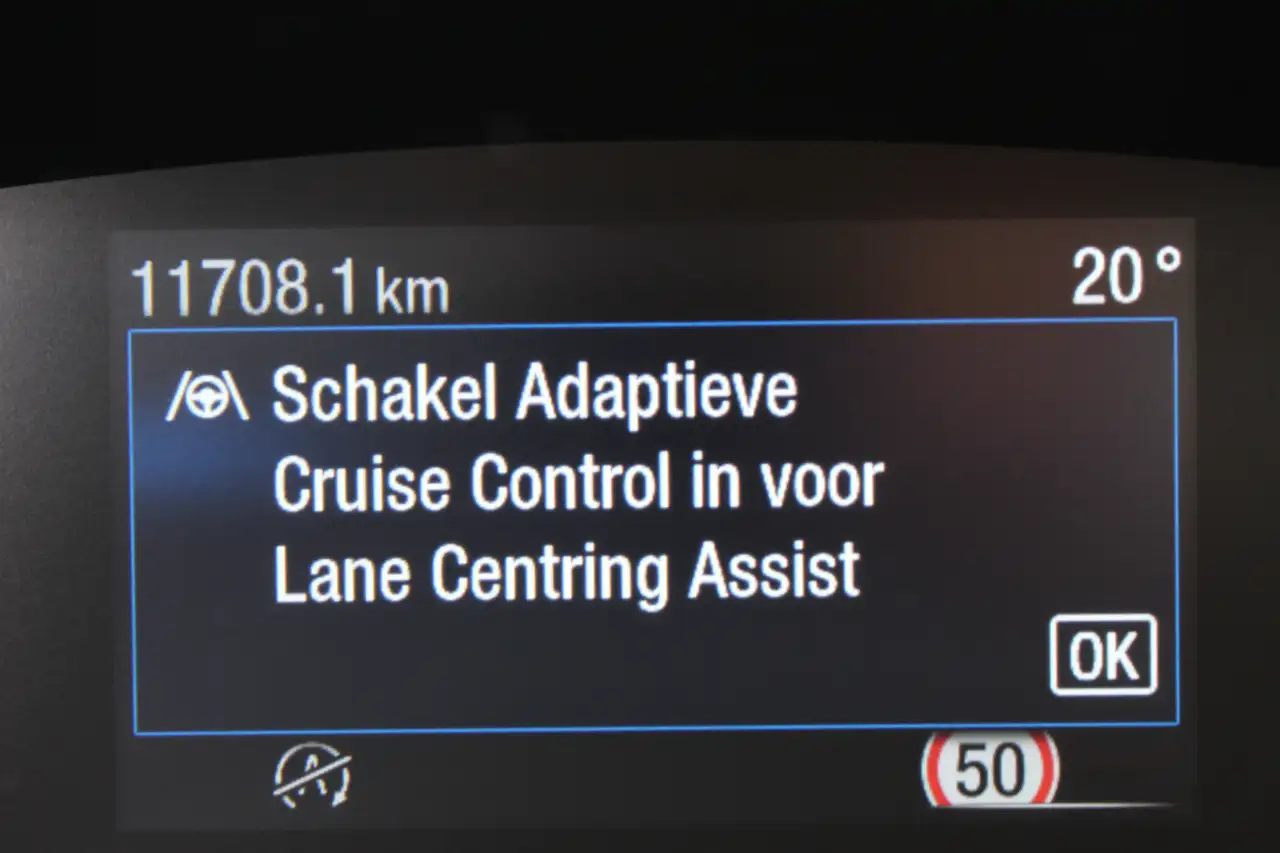 11708.1 km 20°
Schakel Adaptieve
Cruise Control in voor
Lane Centring Assist
OK
50